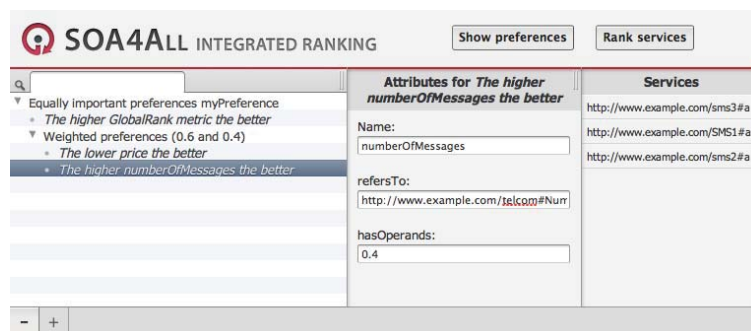 SOA4ALL INTEGRATED RANKING
Show preferences
Rank services
Equally important preferences myPreference
The higher GlobalRank metric the better
Weighted preferences (0.6 and 0.4)
The lower price the better
The higher numberOfMessages the better
Attributes for The higher
numberOfMessages the better
Name:
numberOfMessages
refersTo:
http://www.example.com/telcom#Num
hasOperands:
0.4
Services
http://www.example.com/sms3#a
http://www.example.com/SMS1#a
http://www.example.com/sms2#a
− +